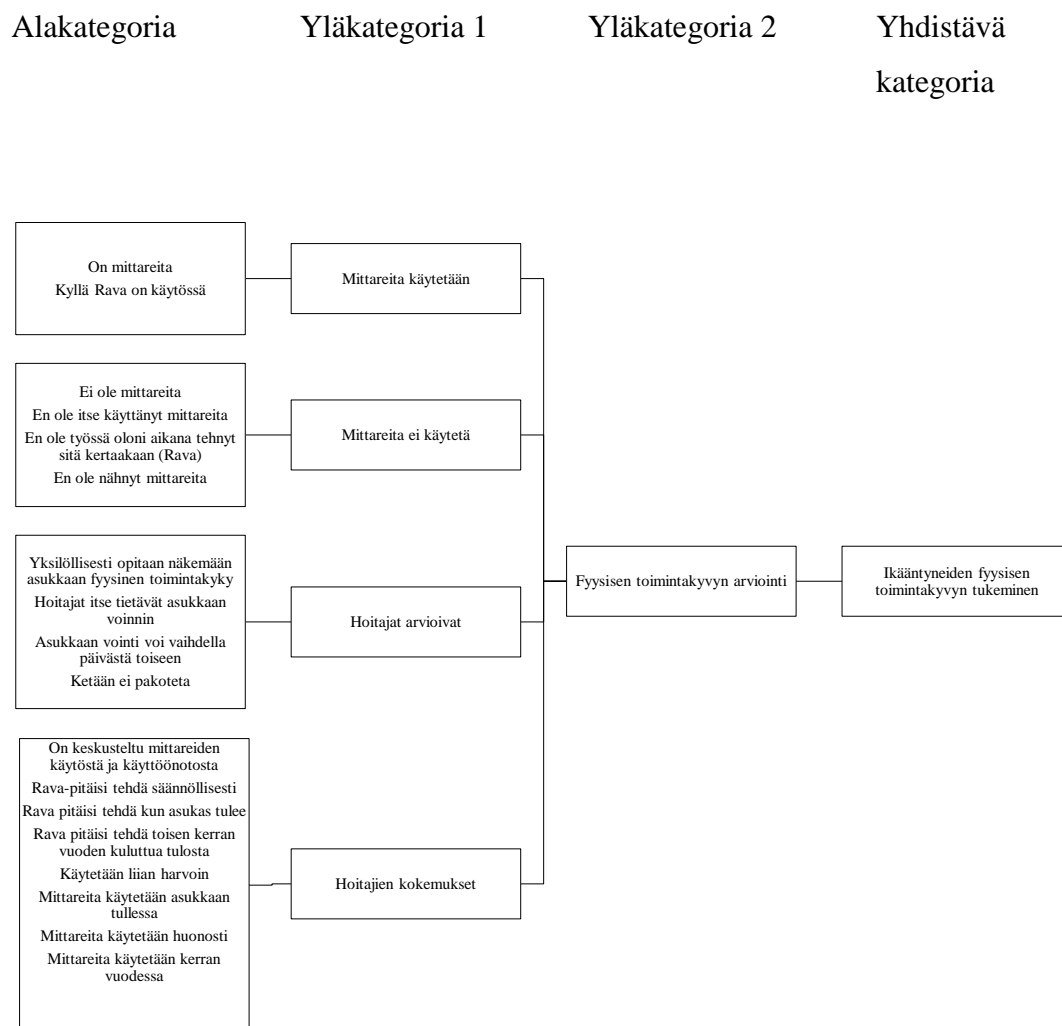 Alakategoria Yläkategoria 1 Yläkategoria 2 Yhdistävä
kategoria
On mittareita
Kyllä Rava on käytössä
Mittareita käytetään
Ei ole mittareita
En ole itse käyttänyt mittareita
En ole työssä oloni aikana tehnyt
sitä kertaakaan (Rava)
En ole nähnyt mittareita
Mittareita ei käytetä
Yksilöllisesti opitaan näkemään
asukkaan fyysinen toimintakyky
Hoitajat itse tietävät asukkaan
voinnin
Asukkaan vointi voi vaihdella
päivästä toiseen
Ketään ei pakoteta
Hoitajat arvioivat
Fyysisen toimintakyvyn arviointi
Ikääntyneiden fyysisen
toimintakyvyn tukeminen
On keskusteltu mittareiden
käytöstä ja käyttöönotosta
Rava-pitäisi tehdä säännöllisesti
Rava pitäisi tehdä kun asukas tulee
Rava pitäisi tehdä toisen kerran
vuoden kuluttua tulosta
Käytetään liian harvoin
Mittareita käytetään asukkaan
tullessa
Mittareita käytetään huonosti
Mittareita käytetään kerran
vuodessa
Hoitajien kokemukset